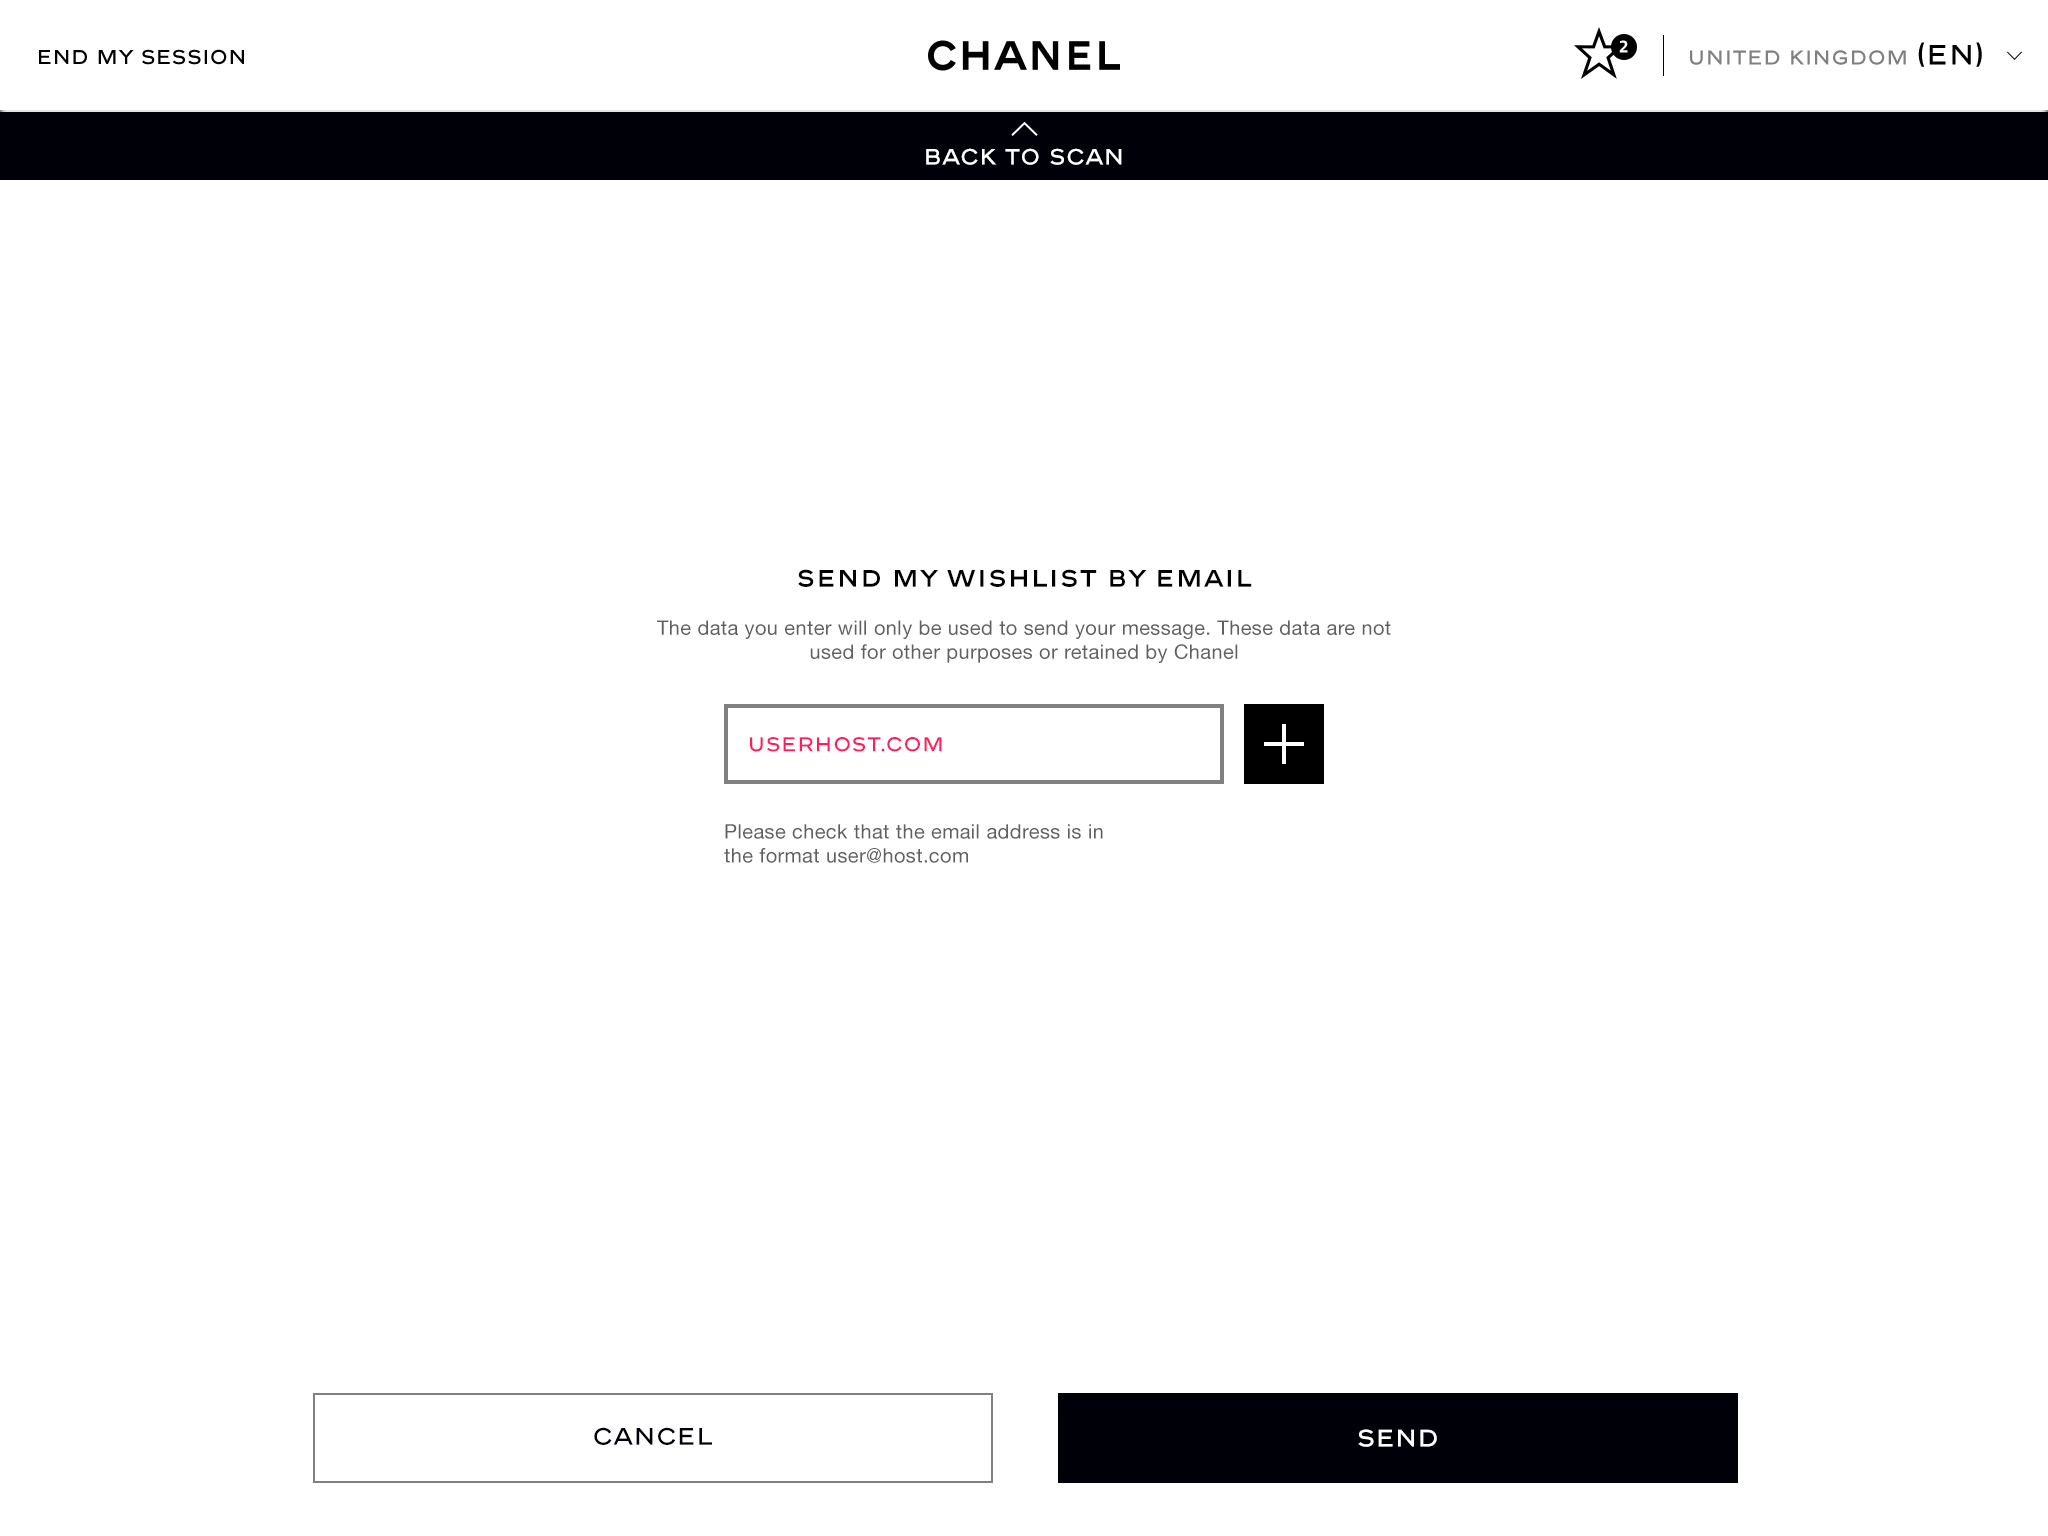 END MY SESSION
CHANEL
2
UNITED KINGDOM (EN)
BACK TO SCAN
SEND MY WISHLIST BY EMAIL
The data you enter will only be used to send your message. These data are not
used for other purposes or retained by Chanel
USERHOST.COM
Please check that the email address is in
the format user@host.com
CANCEL
SEND